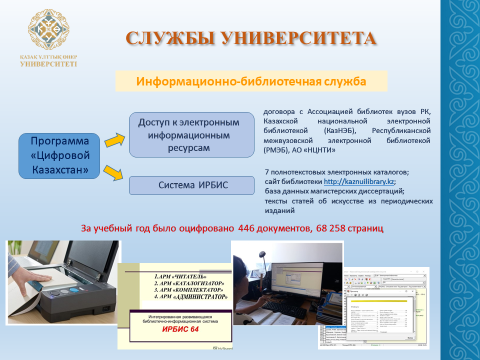 ҚАЗАҚ ҰЛТТЫҚ ӨНЕР
УНИВЕРСИТЕТІ
СЛУЖБЫ УНИВЕРСИТЕТА
Информационно-библиотечная служба
Программа
«Цифровой
Казахстан»
Доступ к электронным
информационным
ресурсам
договора с Ассоциацией библиотек вузов РК,
Казахской национальной электронной
библиотекой (КазНЭБ), Республиканской
межвузовской электронной библиотекой
(РМЭБ), АО «НЦНТИ»
Система ИРБИС
7 полнотекстовых электронных каталогов;
сайт библиотеки http://kaznuilibrary.kz;
база данных магистерских диссертаций;
тексты статей об искусстве из периодических
изданий
За учебный год было оцифровано 446 документов, 68 258 страниц
1. АРМ «ЧИТАТЕЛЬ»
2. АРМ «КАТАЛОГИЗАТОР»
3. АРМ «КОМПЛЕКТАТОР»
4. АРМ «АДМИНИСТРАТОР»
Интегрированная развивающаяся
библиотечно-информационная система
ИРБИС 64